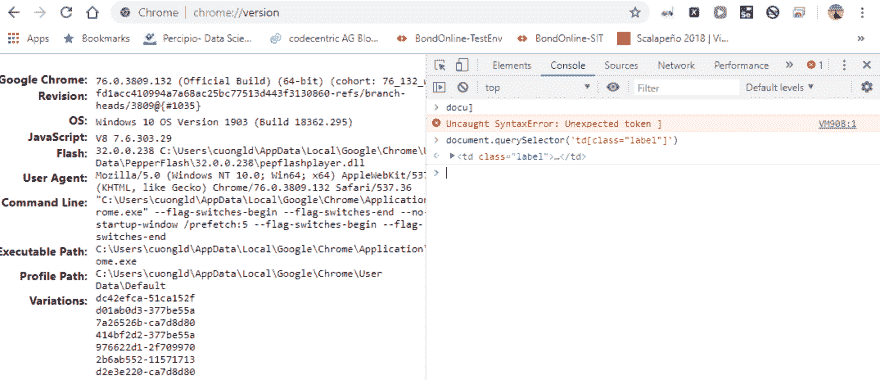 Chrome | chrome://version
Apps Bookmarks Percipio- Data Scie... codecentric AG Blo... BondOnline-TestEnv BondOnline-SIT Scalapeño 2018 | Vi...
Google Chrome: 76.0.3809.132 (Official Build) (64-bit) (cohort: 76_132_
Revision: fd1acc410994a7a68ac25bc77513d443f3130860-refs/branch-
heads/3809@{#1035}
OS: Windows 10 OS Version 1903 (Build 18362.295)
JavaScript: V8 7.6.303.29
Flash: 32.0.0.238 C:\Users\cuongld\AppData\Local\Google\Chrome\
Data\PepperFlash\32.0.0.238\pepflashplayer.dll
User Agent: Mozilla/5.0 (Windows NT 10.0; Win64; x64) AppleWebKit/537
(KHTML, like Gecko) Chrome/76.0.3809.132 Safari/537.36
Command Line: "C:\Users\cuongld\AppData\Local\Google\Chrome\Application
rome.exe" --flag-switches-begin --flag-switches-end --no-
startup-window /prefetch:5 --flag-switches-begin --flag-
switches-end
Executable Path: C:\Users\cuongld\AppData\Local\Google\Chrome\Application
ome.exe
Profile Path: C:\Users\cuongld\AppData\Local\Google\Chrome\User
Data\Default
Variations: dc42efca-51ca152f
d01ab0d3-377be55a
7a26526b-ca7d8d80
414bf2d2-377be55a
976622d1-2f709970
2b6ab552-11571713
d2e3e220-ca7d8d80
Elements Console Sources Network Performance » 1
top Filter Default levels
> docu]
Uncaught SyntaxError: Unexpected token ] VM908:1
> document.querySelector('td[class="label"]')
<td class="label">…</td>
>